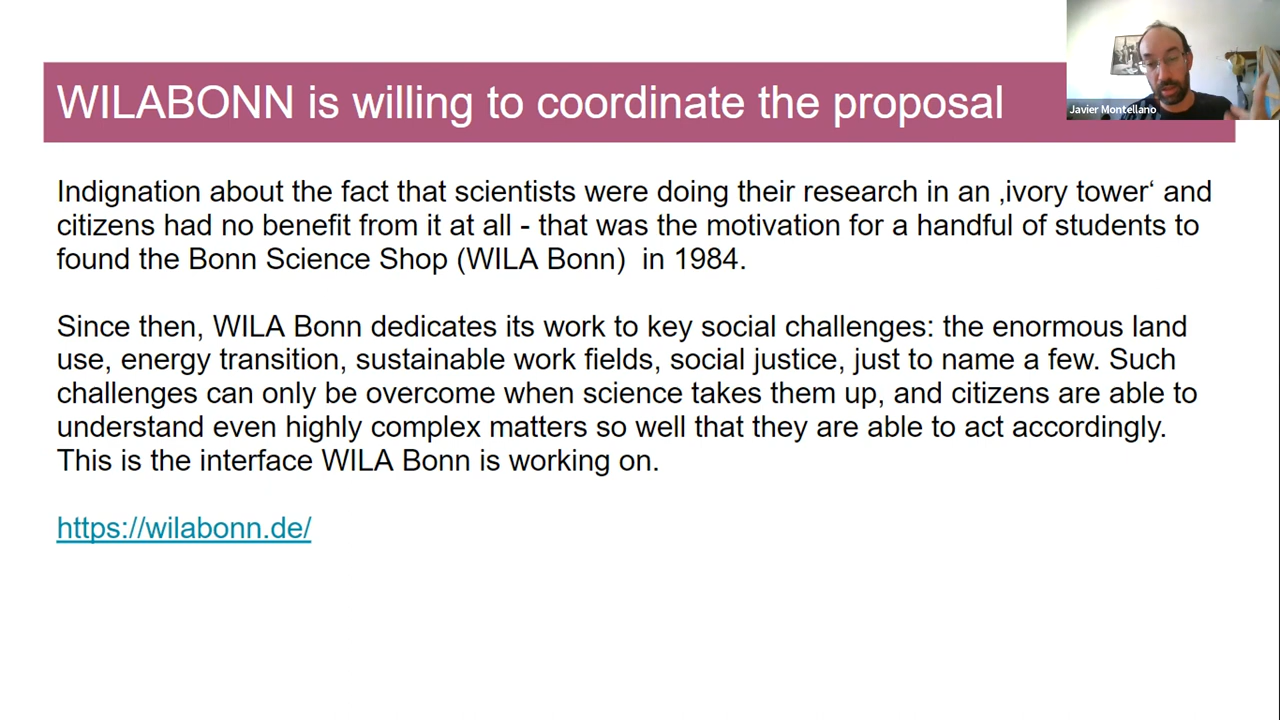 WILABONN is willing to coordinate the proposal
Javier Montellano
Indignation about the fact that scientists were doing their research in an ‚ivory tower‘ and
citizens had no benefit from it at all - that was the motivation for a handful of students to
found the Bonn Science Shop (WILA Bonn)  in 1984.
Since then, WILA Bonn dedicates its work to key social challenges: the enormous land
use, energy transition, sustainable work fields, social justice, just to name a few. Such
challenges can only be overcome when science takes them up, and citizens are able to
understand even highly complex matters so well that they are able to act accordingly.
This is the interface WILA Bonn is working on.
https://wilabonn.de/